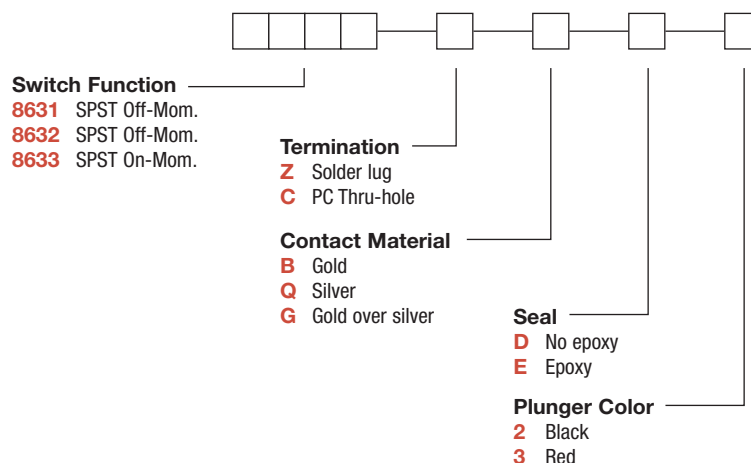 Switch Function
8631 SPST Off-Mom.
8632 SPST Off-Mom.
8633 SPST On-Mom.
Termination
Z Solder lug
C PC Thru-hole
Contact Material
B Gold
Q Silver
G Gold over silver
Seal
D No epoxy
E Epoxy
Plunger Color
2 Black
3 Red